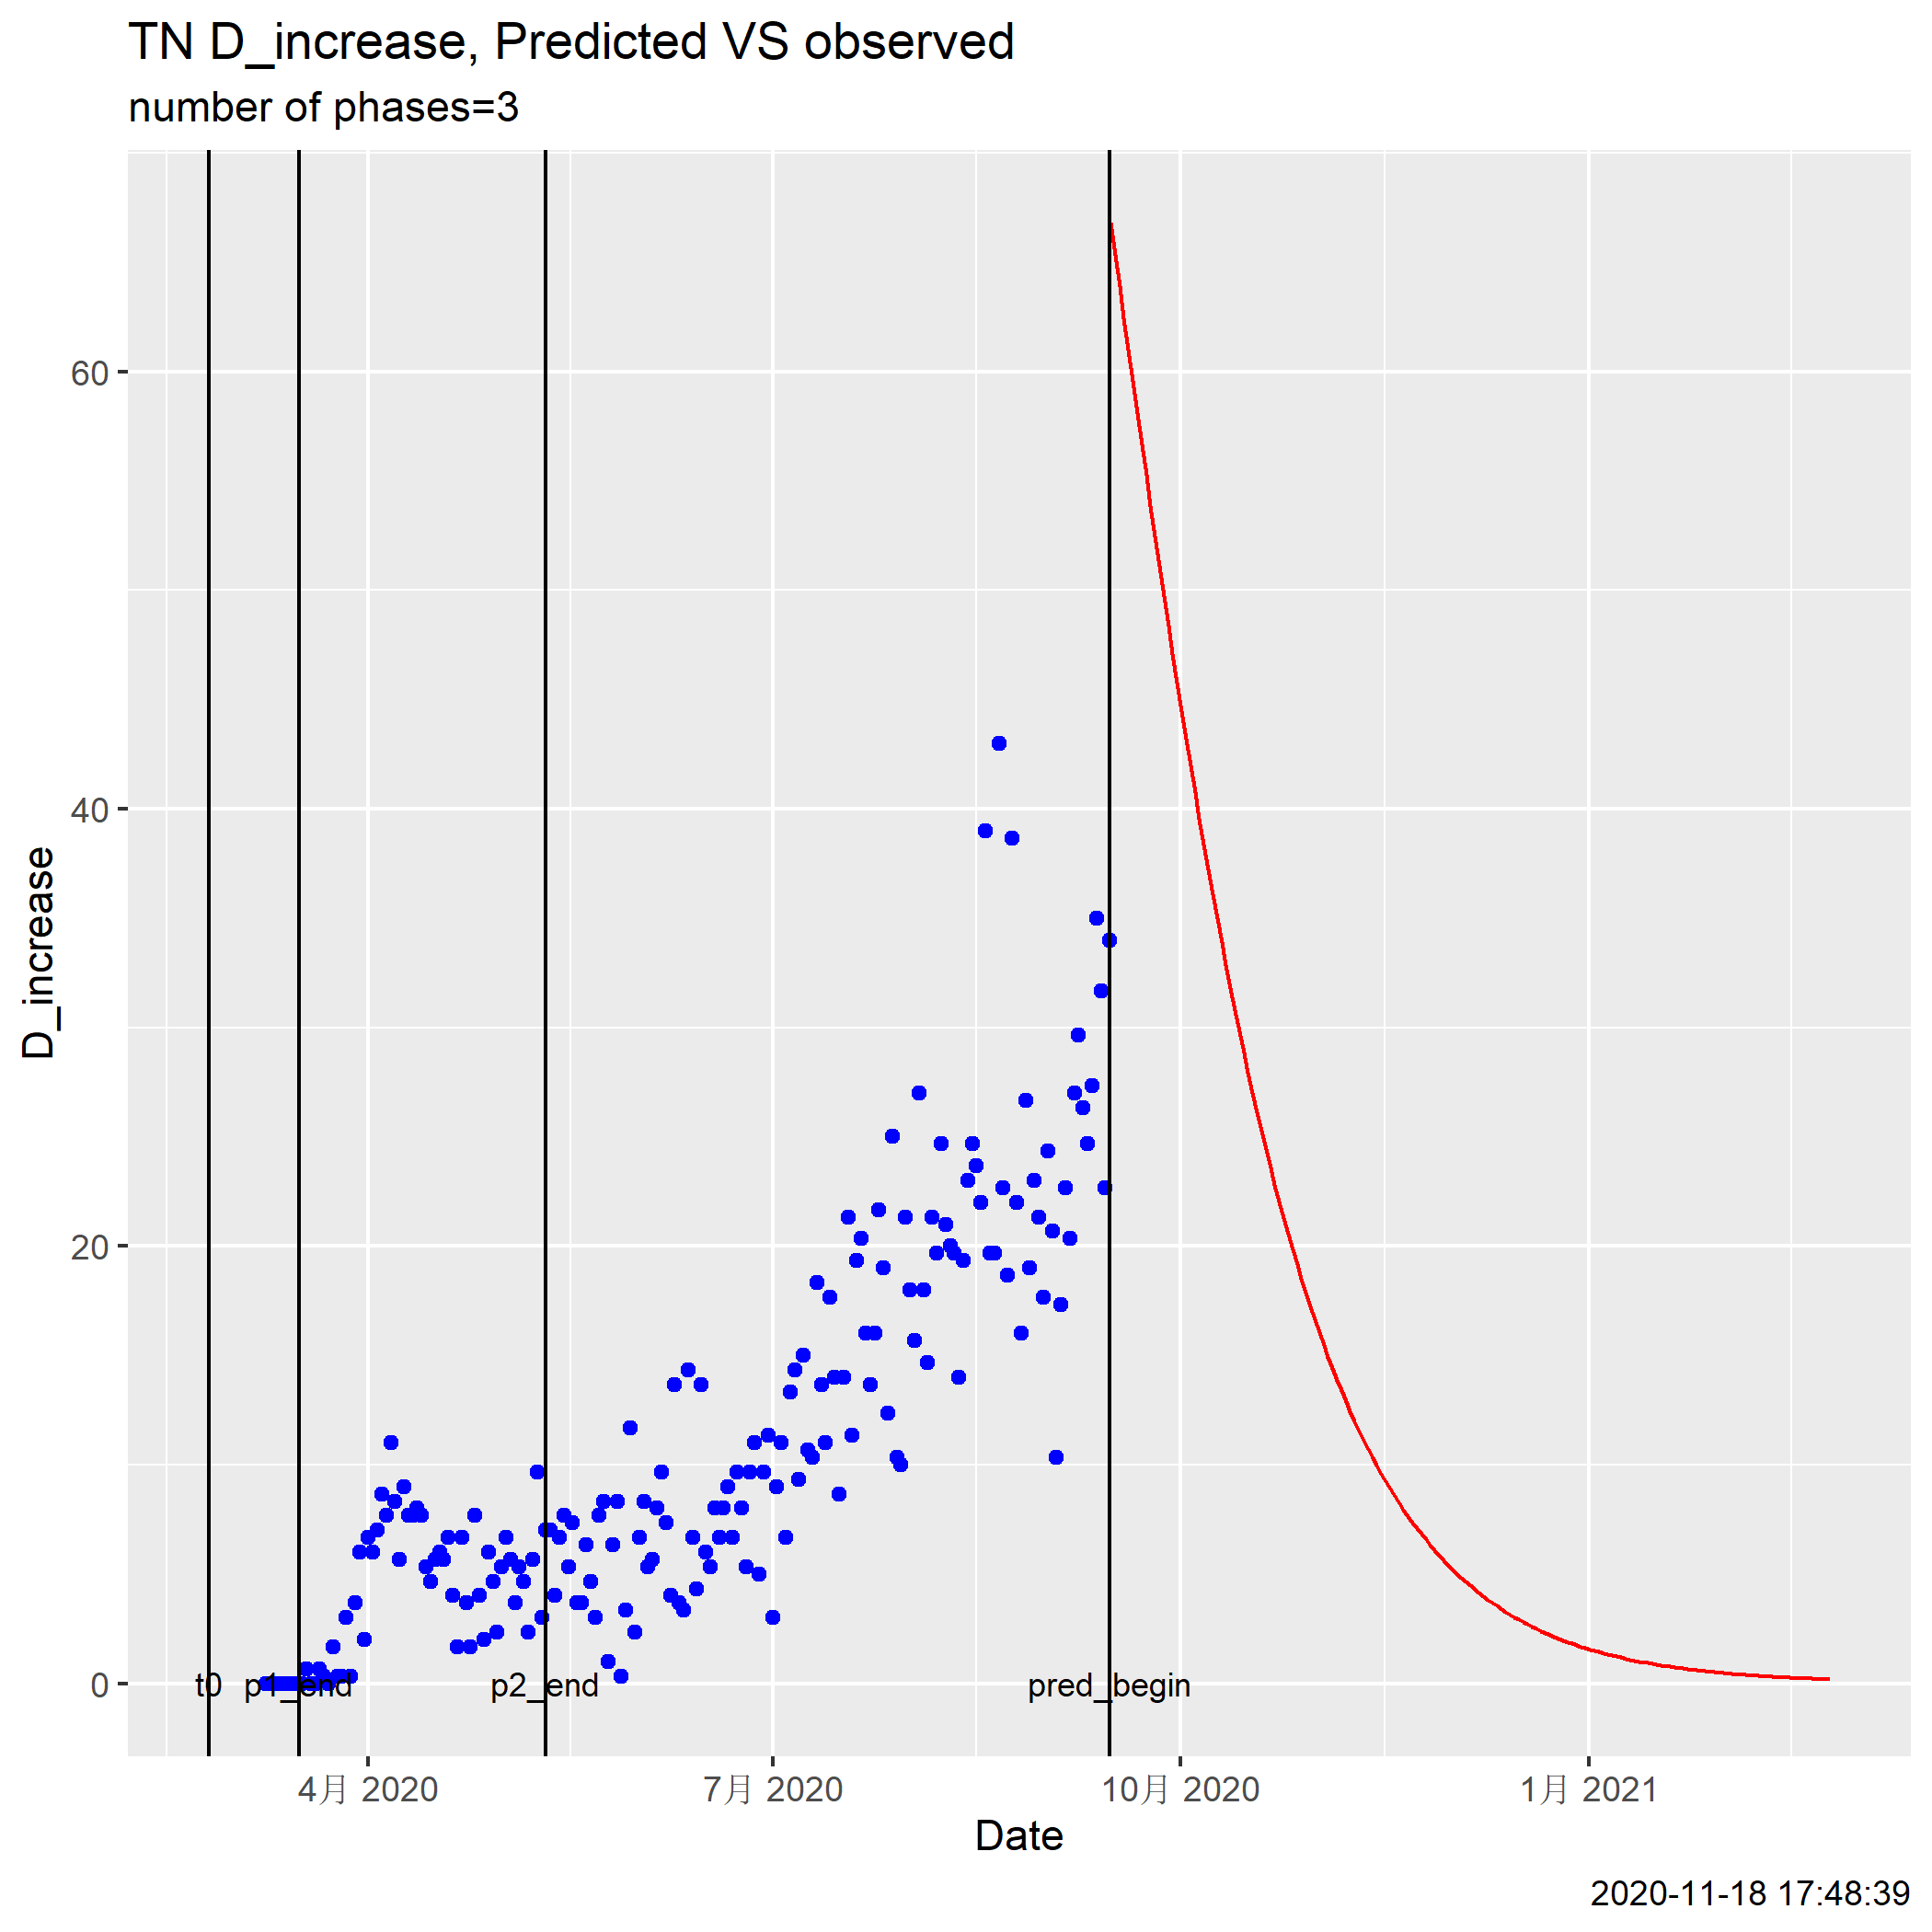 TN D_increase, Predicted VS observed
number of phases=3
60
40
20
0
D_increase
t0 p1_end p2_end pred_begin
4月 2020 7月 2020 10月 2020 1月 2021
Date
2020-11-18 17:48:39